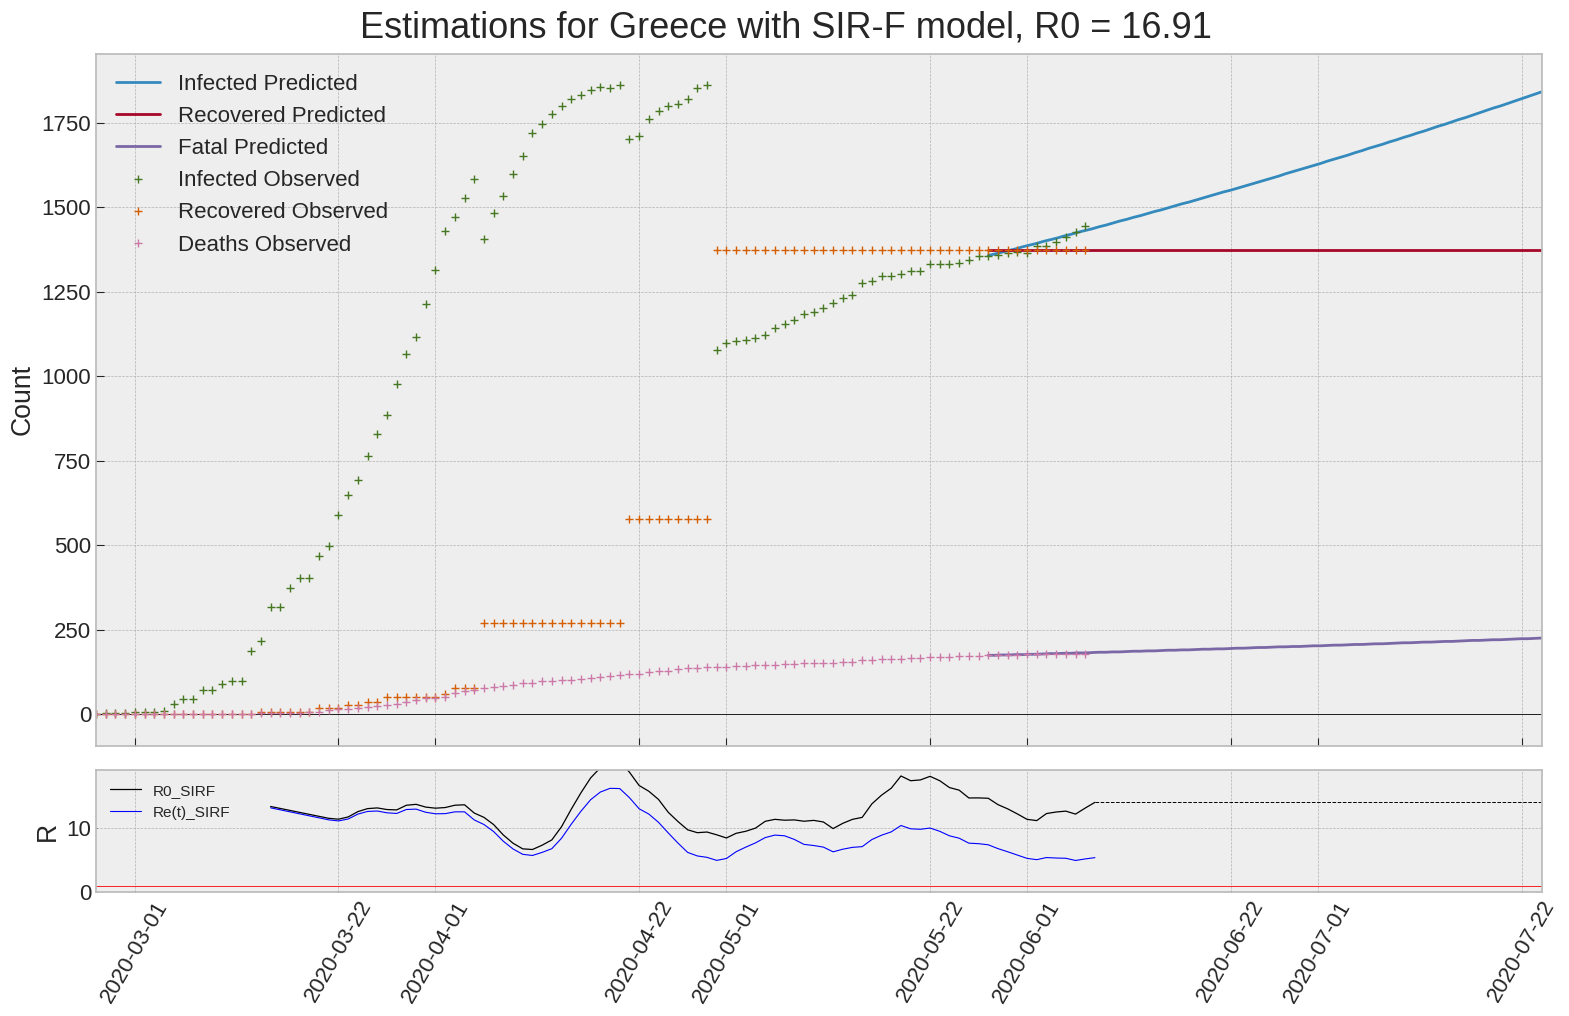 Estimations for Greece with SIR-F model, R0 = 16.91
Infected Predicted
Recovered Predicted
Fatal Predicted
Infected Observed
Recovered Observed
Deaths Observed
Count
1750
1500
1250
1000
750
500
250
0
R0_SIRF
Re(t)_SIRF
R
10
0
2020-03-01
2020-03-22
2020-04-01
2020-04-22
2020-05-01
2020-05-22
2020-06-01
2020-06-22
2020-07-01
2020-07-22